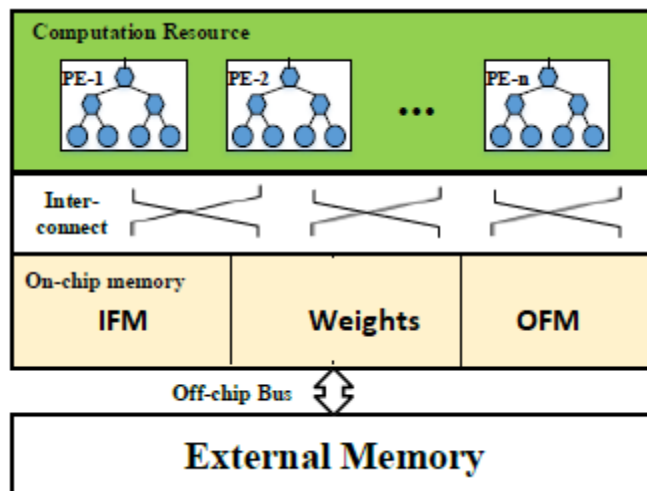 Computation Resource
PE-1
PE-2
...
PE-n
Inter-
connect
On-chip memory
IFM
Weights
OFM
Off-chip Bus
External Memory